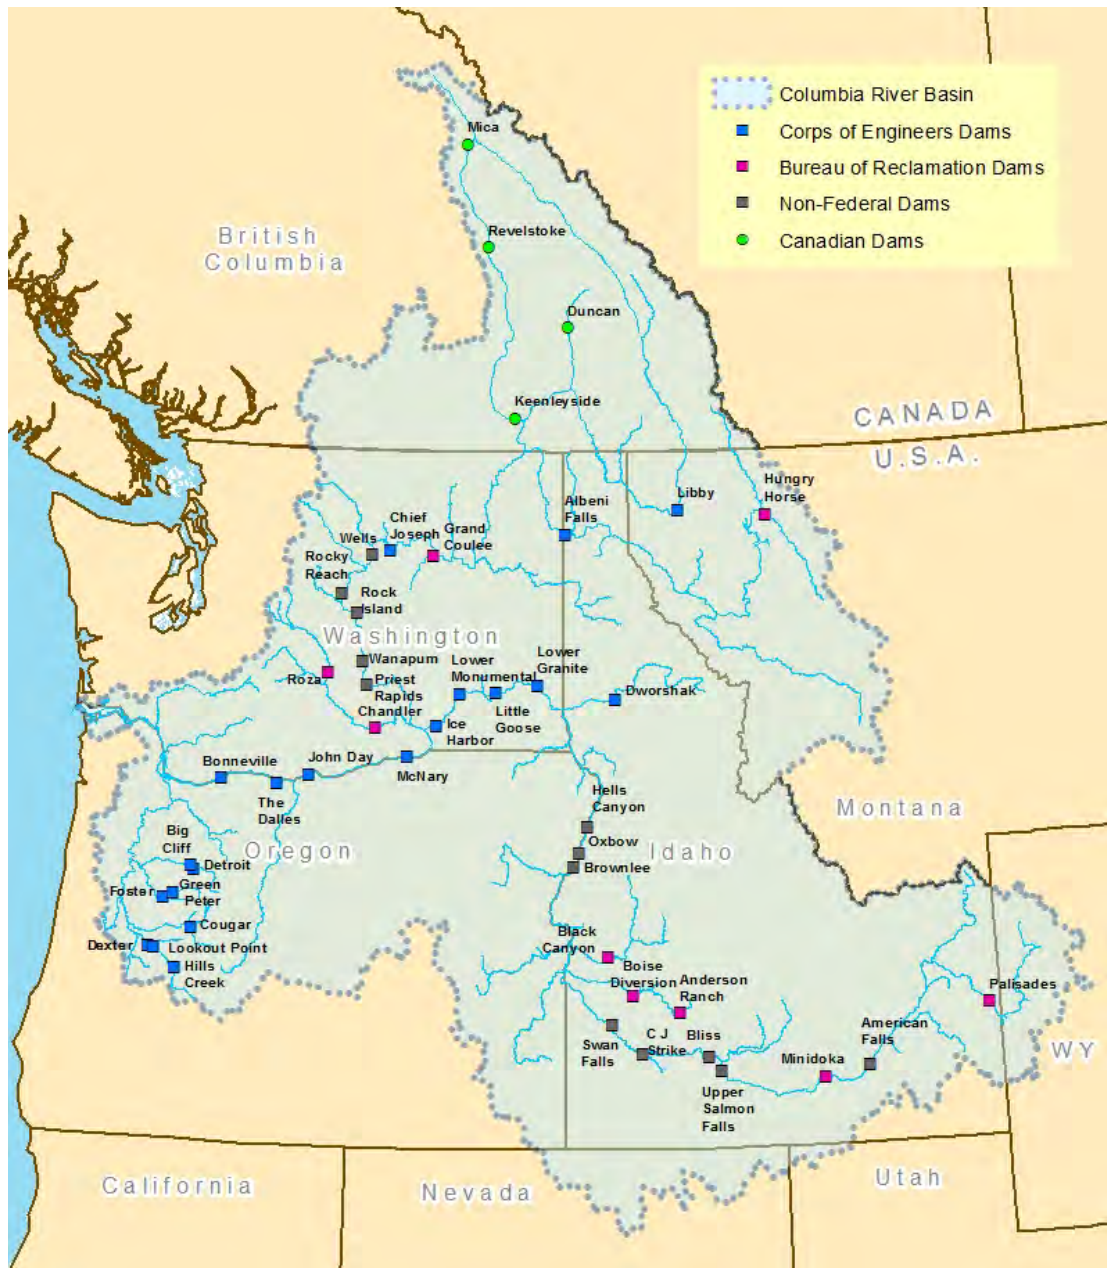 Columbia River Basin
Corps of Engineers Dams
Bureau of Reclamation Dams
Non-Federal Dams
Canadian Dams
Mica
British
Columbia
Revelstoke
Duncan
Keenleyside
CANADA
U.S.A.
Hungry
Horse
Libby
Albeni
Falls
Chief
Joseph
Grand
Coulee
Wells
Rocky
Reach
Rock
Island
Washington
Wanapum
Lower
Monumental
Lower
Granite
Roza
Priest
Rapids
Chandler
Dworshak
Little
Goose
Ice
Harbor
Bonneville
John Day
McNary
The
Dalles
Hells
Canyon
Montana
Big
Cliff
Oregon
Oxbow
Idaho
Detroit
Brownlee
Foster
Green
Peter
Cougar
Dexter
Lookout Point
Hills
Creek
Black
Canyon
Boise
Diversion
Anderson
Ranch
Palisades
Swan
Falls
C J
Strike
Bliss
American
Falls
Minidoka
WY
Upper
Salmon
Falls
California
Nevada
Utah